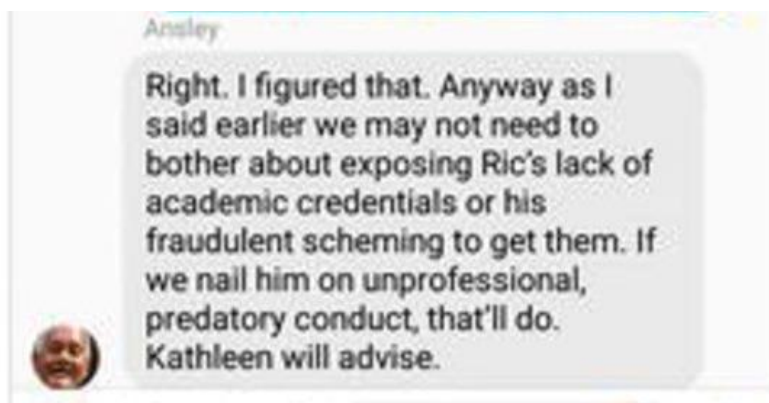 Ansley
Right. I figured that. Anyway as I
said earlier we may not need to
bother about exposing Ric's lack of
academic credentials or his
fraudulent scheming to get them. If
we nail him on unprofessional,
predatory conduct, that'll do.
Kathleen will advise.